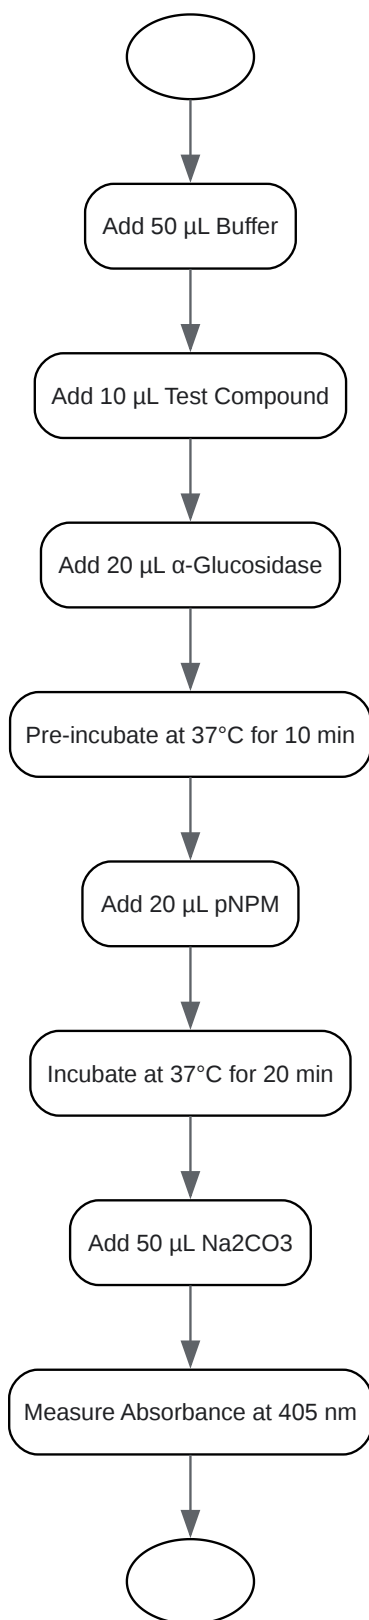 Add 50 µL Buffer
Add 10 µL Test Compound
Add 20 µL α-Glucosidase
Pre-incubate at 37°C for 10 min
Add 20 µL pNPM
Incubate at 37°C for 20 min
Add 50 µL Na2CO3
Measure Absorbance at 405 nm